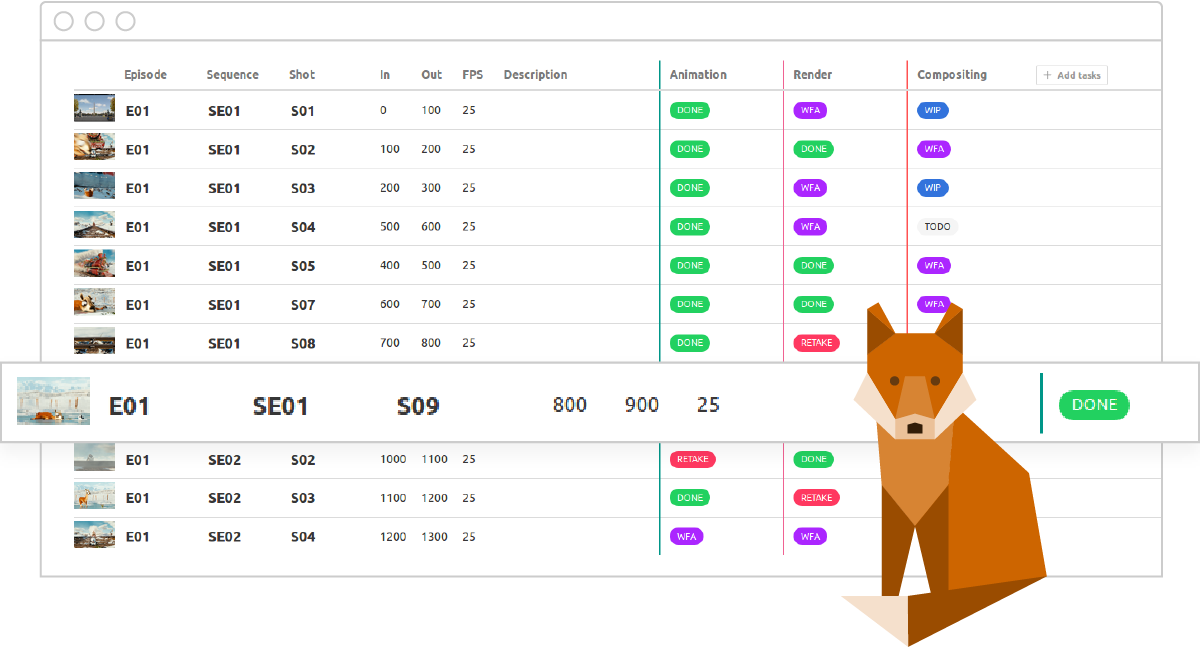 Episode Sequence Shot In Out FPS Description Animation Render Compositing + Add tasks
E01 SE01 S01 0 100 25 DONE WFA WIP
E01 SE01 S02 100 200 25 DONE DONE WFA
E01 SE01 S03 200 300 25 DONE WFA WIP
E01 SE01 S04 500 600 25 DONE WFA TODO
E01 SE01 S05 400 500 25 DONE DONE WFA
E01 SE01 S07 600 700 25 DONE DONE WFA
E01 SE01 S08 700 800 25 DONE RETAKE
E01 SE01 S09 800 900 25 DONE
E01 SE02 S02 1000 1100 25 RETAKE DONE
E01 SE02 S03 1100 1200 25 DONE RETAKE
E01 SE02 S04 1200 1300 25 WFA WFA